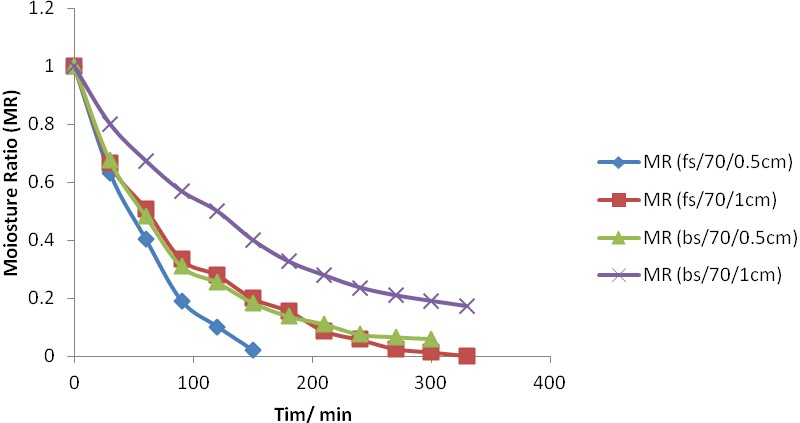 1.2
1
0.8
0.6
0.4
0.2
0
0
100
200
300
400
Moiosture Ratio (MR)
Tim/ min
MR (fs/70/0.5cm)
MR (fs/70/1cm)
MR (bs/70/0.5cm)
MR (bs/70/1cm)